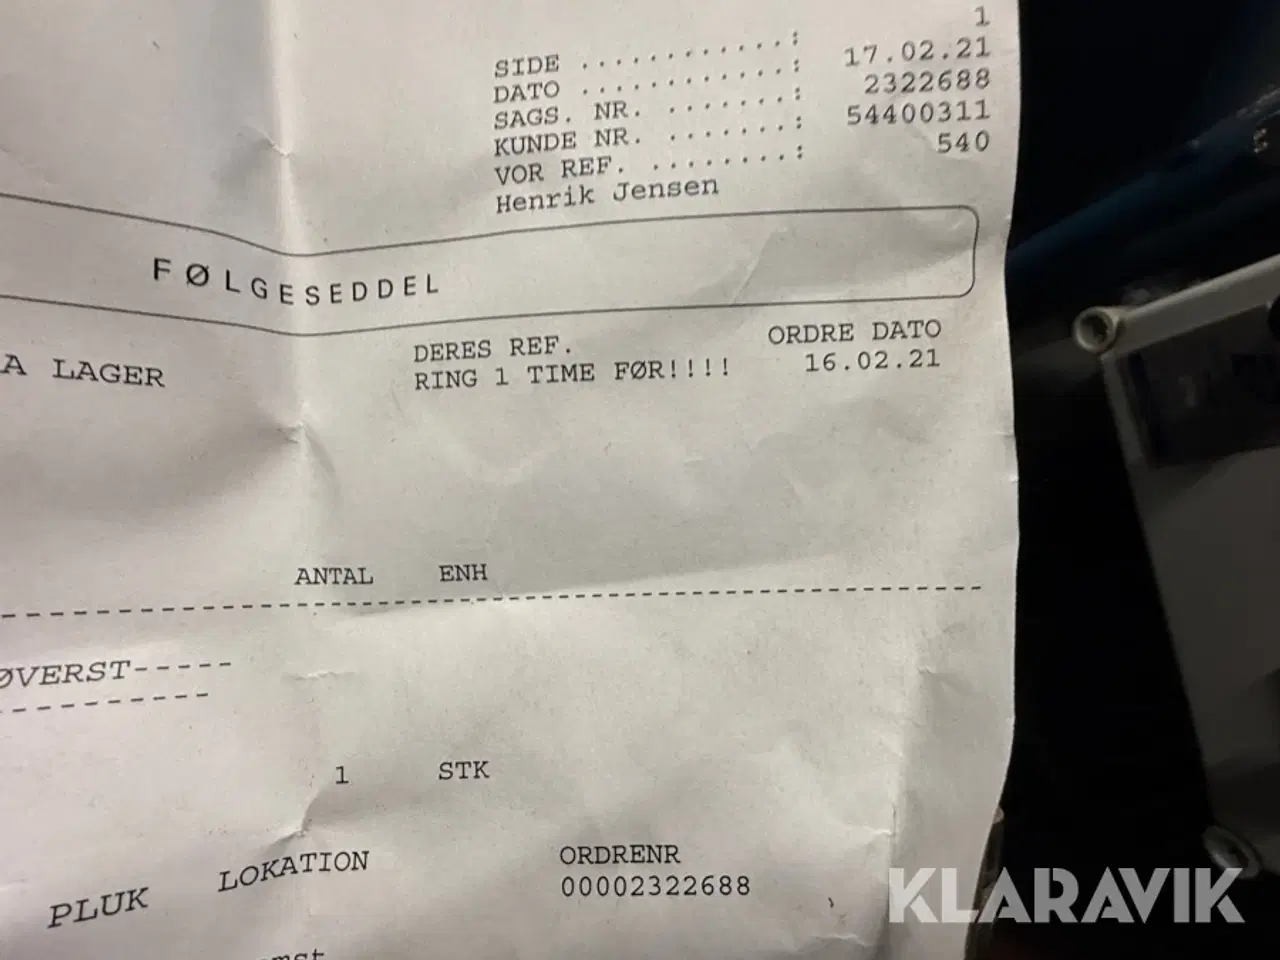 SIDE ............: 1
DATO ............: 17.02.21
SAGS. NR. .......: 2322688
KUNDE NR. .......: 54400311
VOR REF. ........: 540
Henrik Jensen
FØLGESEDDEL
A LAGER
DERES REF. ORDRE DATO
RING 1 TIME FØR!!!! 16.02.21
ANTAL ENH
ØVERST-----
1 STK
PLUK LOKATION ORDRENR
00002322688
KLARAVIK